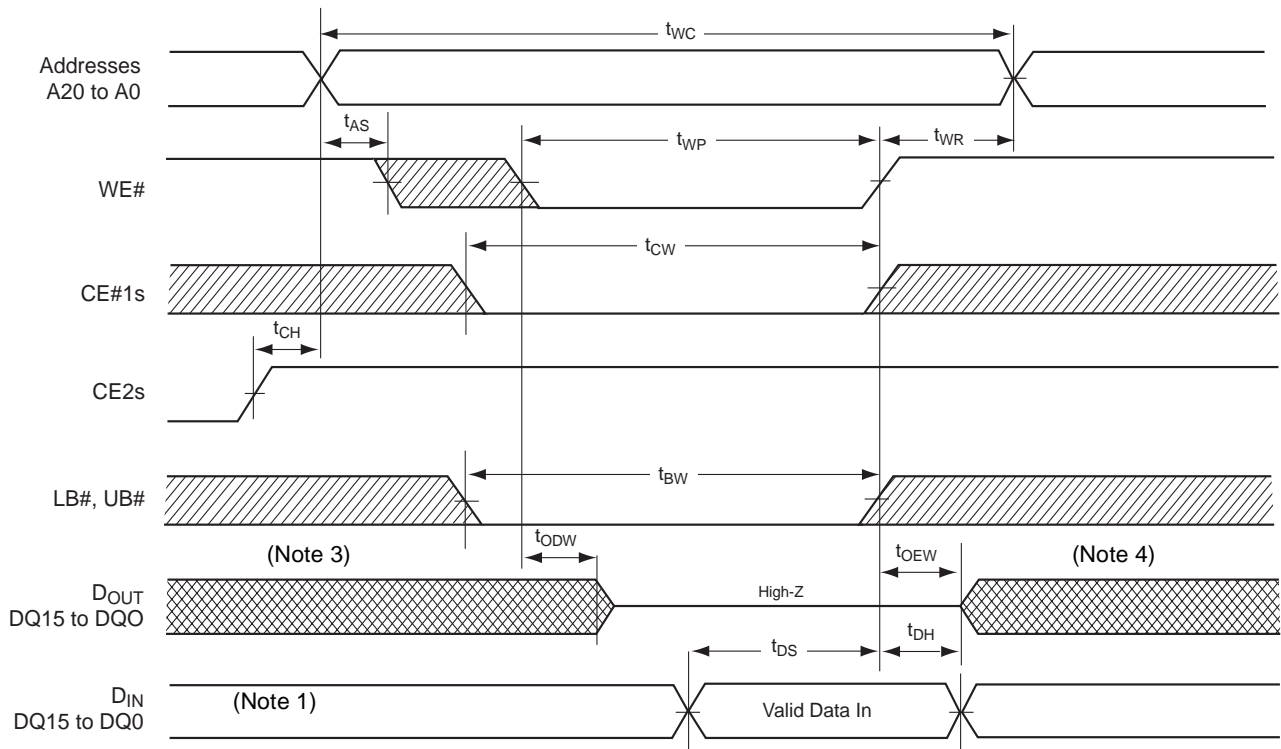 tWC
Addresses
A20 to A0
tAS
tWP
tWR
WE#
tCW
CE#1s
tCH
CE2s
tBW
LB#, UB#
(Note 3)
tODW
tOEW
(Note 4)
DOUT
DQ15 to DQO
High-Z
tDS
tDH
DIN
DQ15 to DQ0
(Note 1)
Valid Data In